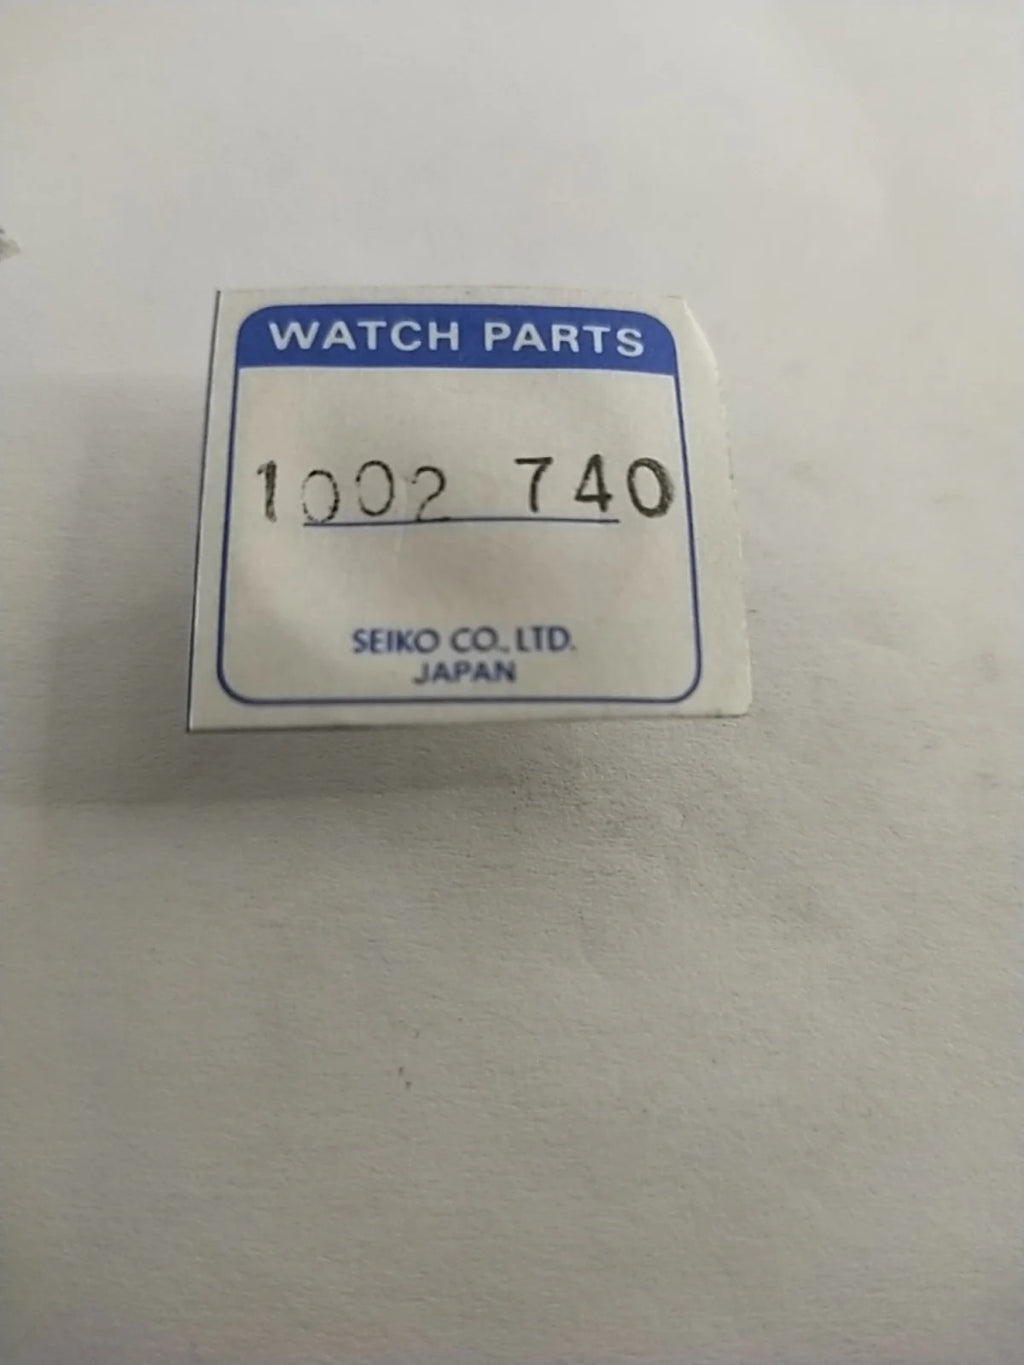 WATCH PARTS
1002 740
SEIKO CO., LTD.
JAPAN